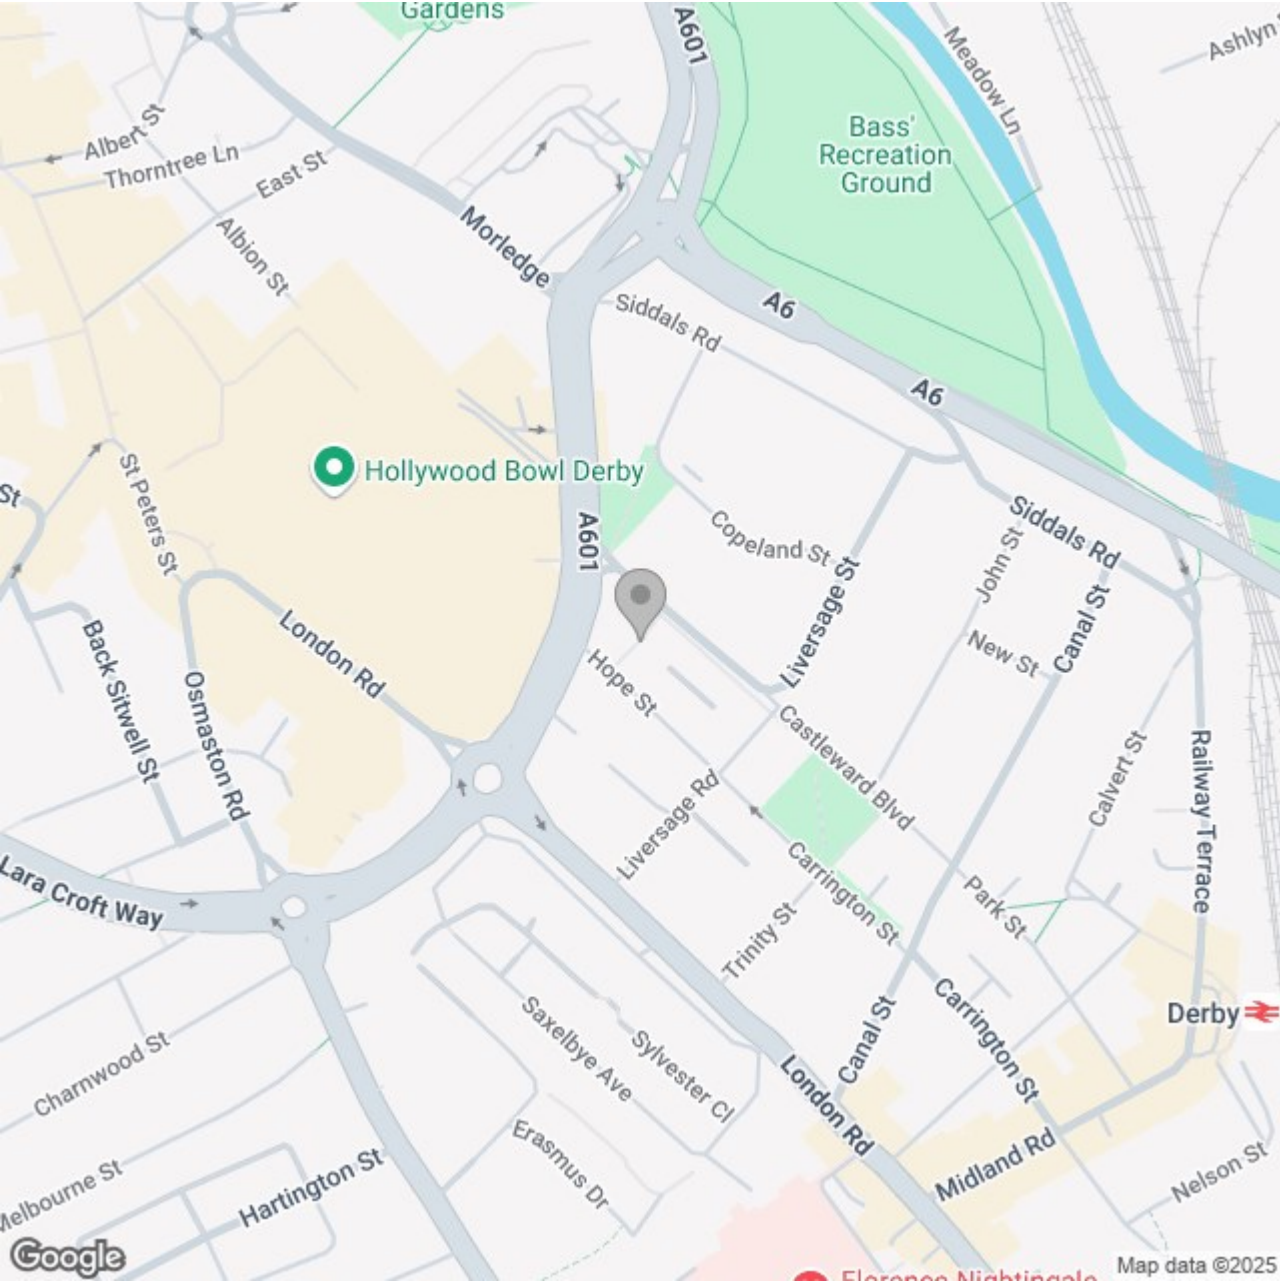 Gardens
A601
Meadow Ln
Ashlyn
Albert St
Thorntree Ln
East St
Bass'
Recreation
Ground
Albion St
Morledge
Siddals Rd
A6
A6
St Peters St
Hollywood Bowl Derby
St
A601
Copeland St
Siddals Rd
John St
Liversage St
Canal St
New St
London Rd
Back Sitwell St
Osmaston Rd
Hope St
Castleward Blvd
Calvert St
Railway Terrace
Liversage Rd
Lara Croft Way
Carrington St
Park St
Trinity St
Derby
Carrington St
Canal St
Saxelbye Ave
Sylvester Cl
Charnwood St
London Rd
Erasmus Dr
Midland Rd
Nelson St
Melbourne St
Hartington St
Google
Map data ©2025
Florence Nightingale